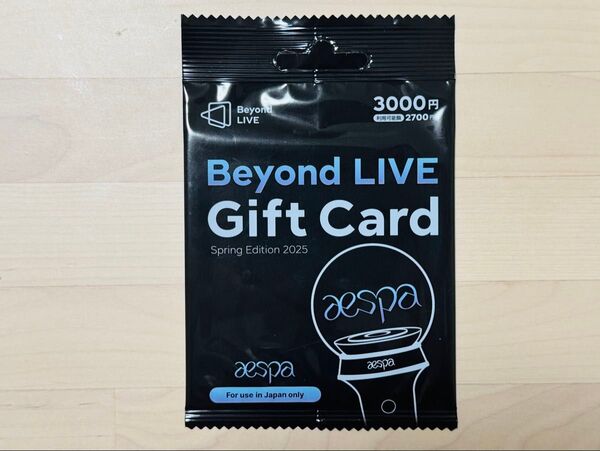 Beyond
LIVE
3000円
利用可能額 2700円
Beyond LIVE
Gift Card
Spring Edition 2025
aespa
aespa
aespa
For use in Japan only